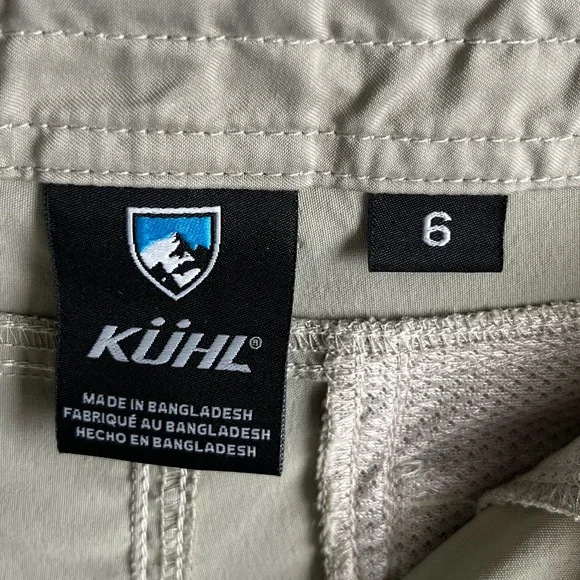 KÜHL®
MADE IN BANGLADESH
FABRIQUÉ AU BANGLADESH
HECHO EN BANGLADESH
6